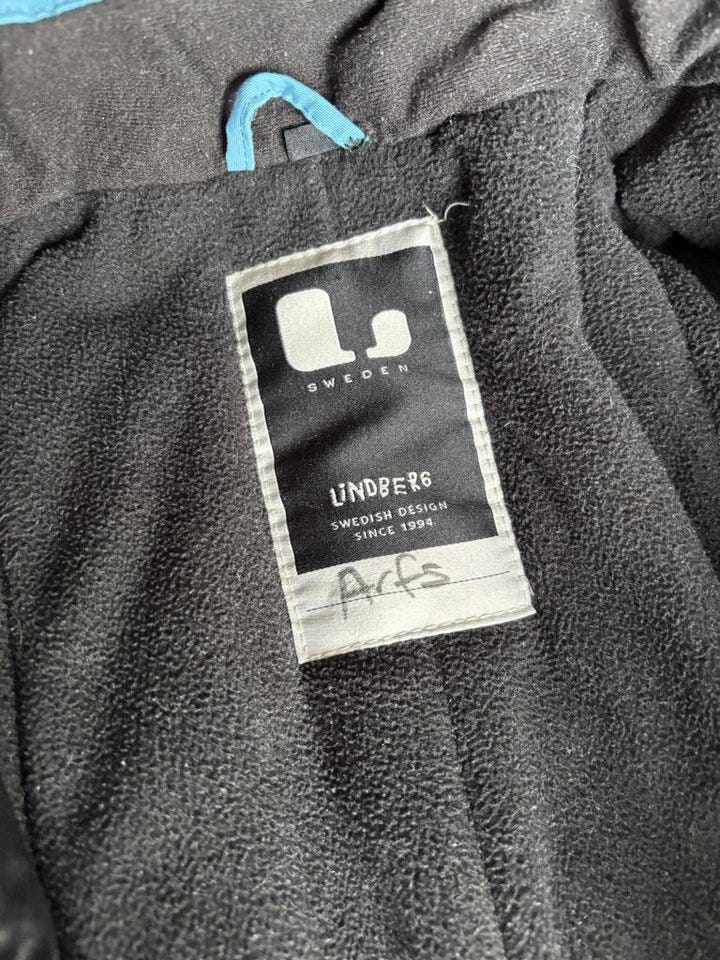 SWEDEN
LINDBERG
SWEDISH DESIGN
SINCE 1994
Arfs